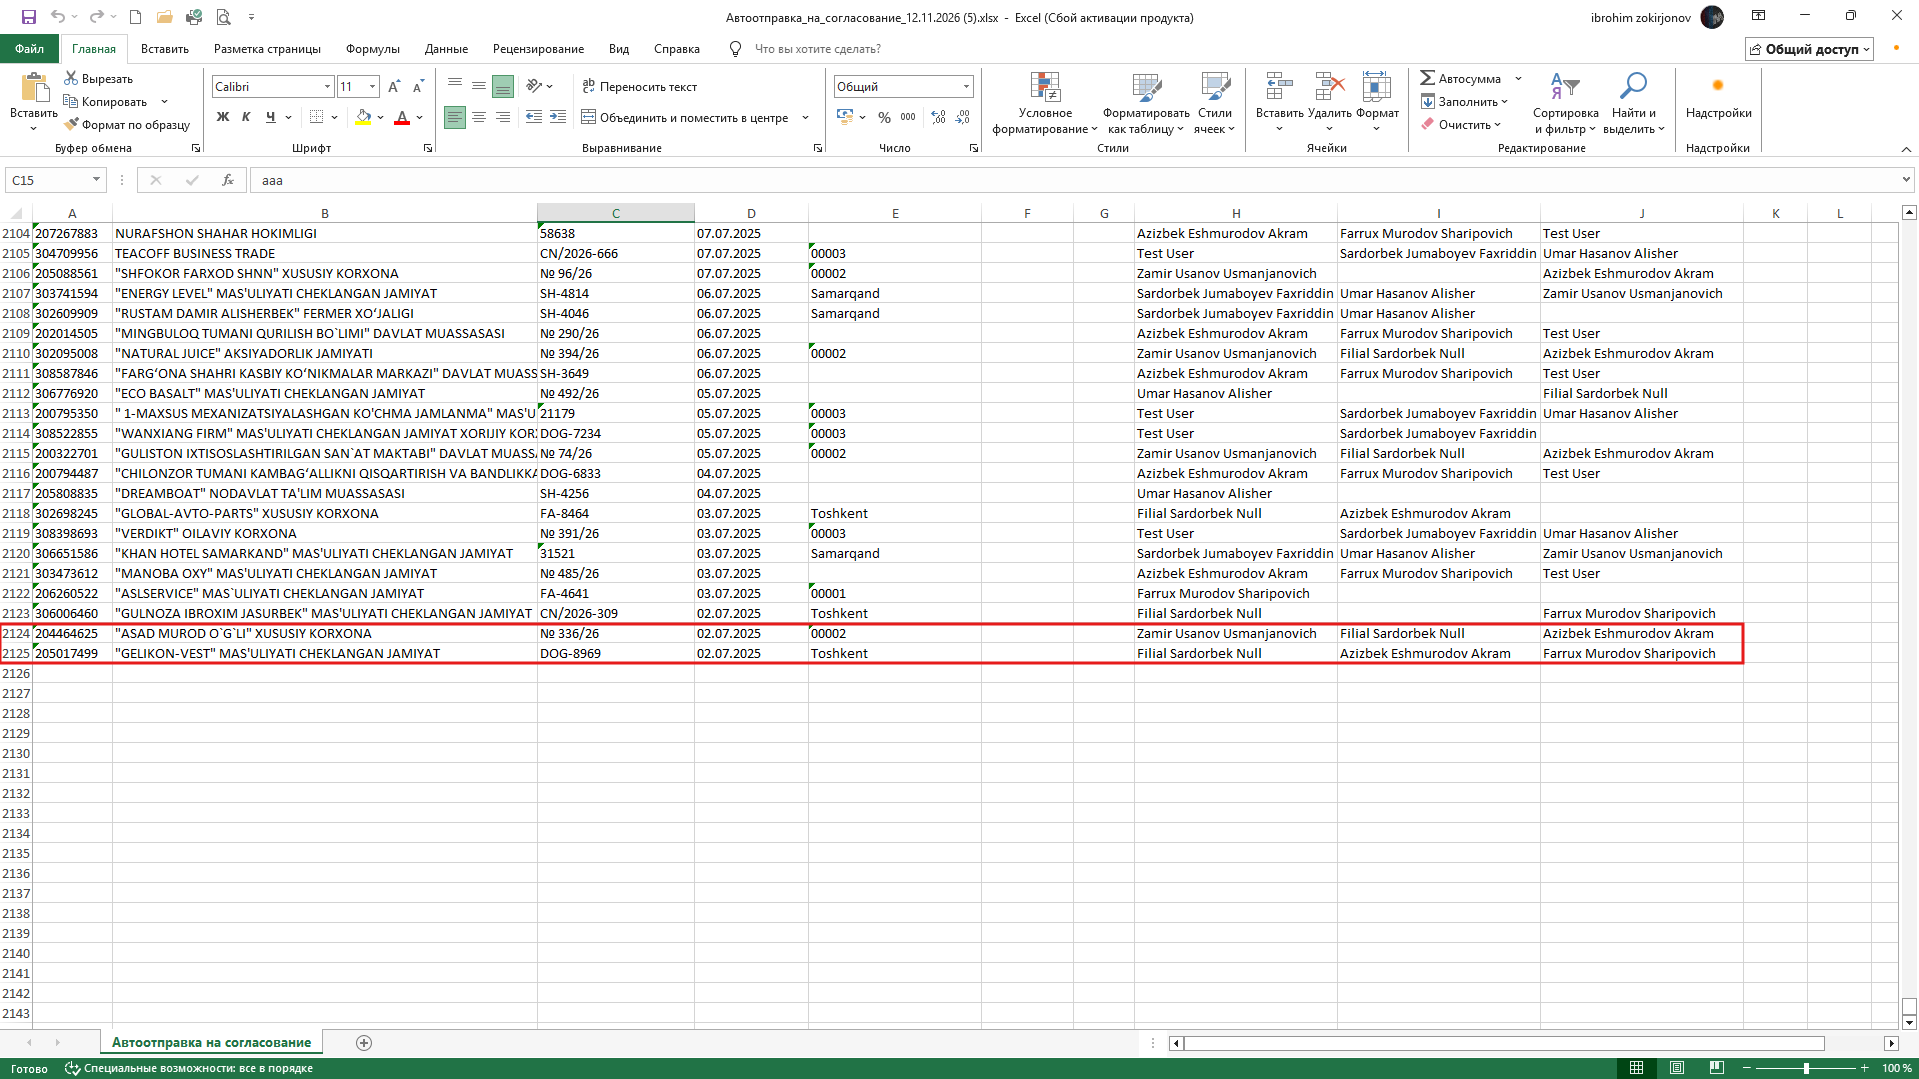 Автоотправка_на_согласование_12.11.2026 (5).xlsx - Excel (Сбой активации продукта)
ibrohim zokirjonov
Файл Главная Вставить Разметка страницы Формулы Данные Рецензирование Вид Справка Что вы хотите сделать? Общий доступ
Вставить
Вырезать
Копировать
Формат по образцу
Буфер обмена
Calibri 11
Ж К Ч
Шрифт
Переносить текст
Объединить и поместить в центре
Выравнивание
Общий
% 000
Число
Условное форматирование
Форматировать как таблицу
Стили ячеек
Стили
Вставить Удалить Формат
Ячейки
Автосумма
Заполнить
Очистить
Сортировка и фильтр
Найти и выделить
Редактирование
Надстройки
Надстройки
C15 fx aaa
A B C D E F G H I J K L
2104 207267883 NURAFSHON SHAHAR HOKIMLIGI 58638 07.07.2025 Azizbek Eshmurodov Akram Farrux Murodov Sharipovich Test User
2105 304709956 TEACOFF BUSINESS TRADE CN/2026-666 07.07.2025 00003 Test User Sardorbek Jumaboyev Faxriddin Umar Hasanov Alisher
2106 205088561 "SHFOKOR FARXOD SHNN" XUSUSIY KORXONA № 96/26 07.07.2025 00002 Zamir Usanov Usmanjanovich Azizbek Eshmurodov Akram
2107 303741594 "ENERGY LEVEL" MAS'ULIYATI CHEKLANGAN JAMIYAT SH-4814 06.07.2025 Samarqand Sardorbek Jumaboyev Faxriddin Umar Hasanov Alisher Zamir Usanov Usmanjanovich
2108 302609909 "RUSTAM DAMIR ALISHERBEK" FERMER XO‘JALIGI SH-4046 06.07.2025 Samarqand Sardorbek Jumaboyev Faxriddin Umar Hasanov Alisher
2109 202014505 "MINGBULOQ TUMANI QURILISH BO`LIMI" DAVLAT MUASSASASI № 290/26 06.07.2025 Azizbek Eshmurodov Akram Farrux Murodov Sharipovich Test User
2110 302095008 "NATURAL JUICE" AKSIYADORLIK JAMIYATI № 394/26 06.07.2025 00002 Zamir Usanov Usmanjanovich Filial Sardorbek Null Azizbek Eshmurodov Akram
2111 308587846 "FARG‘ONA SHAHRI KASBIY KO‘NIKMALAR MARKAZI" DAVLAT MUASS SH-3649 06.07.2025 Azizbek Eshmurodov Akram Farrux Murodov Sharipovich Test User
2112 306776920 "ECO BASALT" MAS'ULIYATI CHEKLANGAN JAMIYAT № 492/26 05.07.2025 Umar Hasanov Alisher Filial Sardorbek Null
2113 200795350 " 1-MAXSUS MEXANIZATSIYALASHGAN KO'CHMA JAMLANMA" MAS'U 21179 05.07.2025 00003 Test User Sardorbek Jumaboyev Faxriddin Umar Hasanov Alisher
2114 308522855 "WANXIANG FIRM" MAS'ULIYATI CHEKLANGAN JAMIYAT XORIJIY KOR DOG-7234 05.07.2025 00003 Test User Sardorbek Jumaboyev Faxriddin
2115 200322701 "GULISTON IXTISOSLASHTIRILGAN SAN`AT MAKTABI" DAVLAT MUASSA № 74/26 05.07.2025 00002 Zamir Usanov Usmanjanovich Filial Sardorbek Null Azizbek Eshmurodov Akram
2116 200794487 "CHILONZOR TUMANI KAMBAG‘ALLIKNI QISQARTIRISH VA BANDLIKKA DOG-6833 04.07.2025 Azizbek Eshmurodov Akram Farrux Murodov Sharipovich Test User
2117 205808835 "DREAMBOAT" NODAVLAT TA'LIM MUASSASASI SH-4256 04.07.2025 Umar Hasanov Alisher
2118 302698245 "GLOBAL-AVTO-PARTS" XUSUSIY KORXONA FA-8464 03.07.2025 Toshkent Filial Sardorbek Null Azizbek Eshmurodov Akram
2119 308398693 "VERDIKT" OILAVIY KORXONA № 391/26 03.07.2025 00003 Test User Sardorbek Jumaboyev Faxriddin Umar Hasanov Alisher
2120 306651586 "KHAN HOTEL SAMARKAND" MAS'ULIYATI CHEKLANGAN JAMIYAT 31521 03.07.2025 Samarqand Sardorbek Jumaboyev Faxriddin Umar Hasanov Alisher Zamir Usanov Usmanjanovich
2121 303473612 "MANOBA OXY" MAS'ULIYATI CHEKLANGAN JAMIYAT № 485/26 03.07.2025 Azizbek Eshmurodov Akram Farrux Murodov Sharipovich Test User
2122 206260522 "ASLSERVICE" MAS`ULIYATI CHEKLANGAN JAMIYAT FA-4641 03.07.2025 00001 Farrux Murodov Sharipovich
2123 306006460 "GULNOZA IBROXIM JASURBEK" MAS'ULIYATI CHEKLANGAN JAMIYAT CN/2026-309 02.07.2025 Toshkent Filial Sardorbek Null Farrux Murodov Sharipovich
2124 204464625 "ASAD MUROD O`G`LI" XUSUSIY KORXONA № 336/26 02.07.2025 00002 Zamir Usanov Usmanjanovich Filial Sardorbek Null Azizbek Eshmurodov Akram
2125 205017499 "GELIKON-VEST" MAS'ULIYATI CHEKLANGAN JAMIYAT DOG-8969 02.07.2025 Toshkent Filial Sardorbek Null Azizbek Eshmurodov Akram Farrux Murodov Sharipovich
2126
2127
2128
2129
2130
2131
2132
2133
2134
2135
2136
2137
2138
2139
2140
2141
2142
2143
Автоотправка на согласование
Готово Специальные возможности: все в порядке 100 %